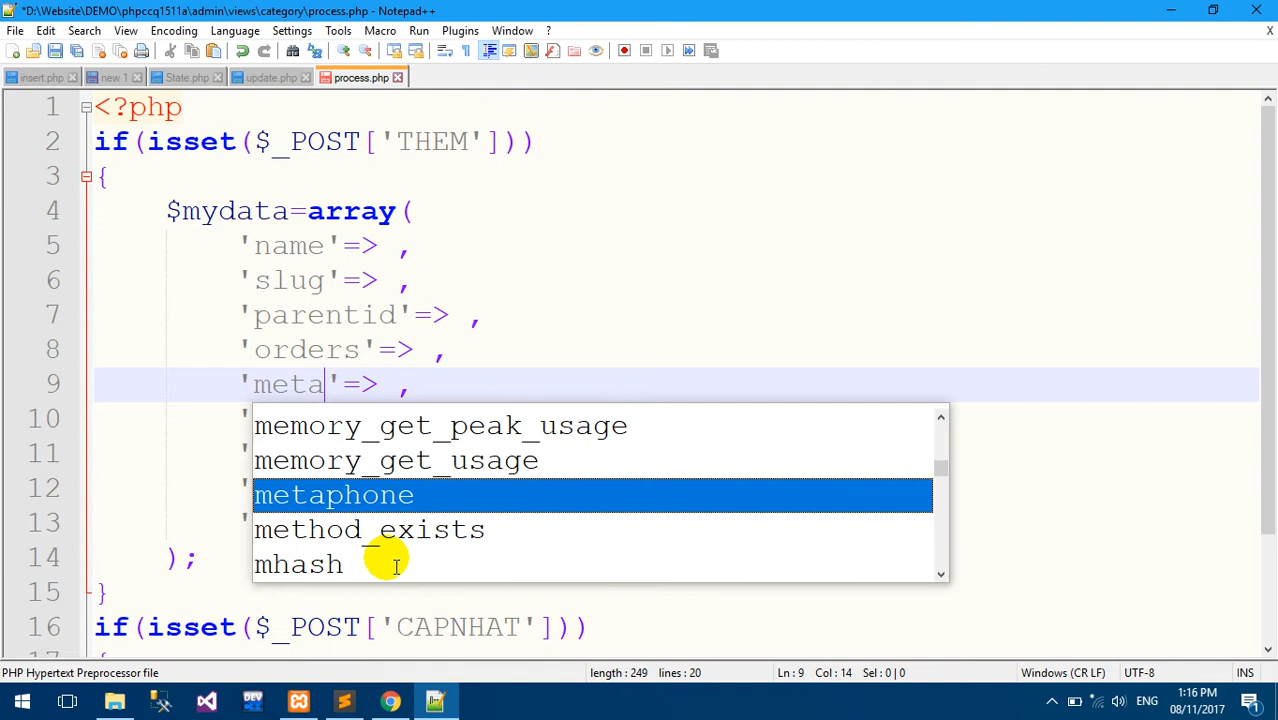 *D:\Website\DEMO\phpccq1511a\admin\views\category\process.php - Notepad++
File Edit Search View Encoding Language Settings Tools Macro Run Plugins Window ? X
insert.php new 1 State.php update.php process.php
1 <?php
2 if(isset($_POST['THEM']))
3 {
4 $mydata=array(
5 'name'=> ,
6 'slug'=> ,
7 'parentid'=> ,
8 'orders'=> ,
9 'meta'=> ,
10 '
memory_get_peak_usage
11 '
memory_get_usage
12 '
metaphone
13 '
method_exists
14 );
mhash
15 }
16 if(isset($_POST['CAPNHAT']))
PHP Hypertext Preprocessor file length : 249 lines : 20 Ln : 9 Col : 14 Sel : 0 | 0 Windows (CR LF) UTF-8 INS
DEV
ENG
1:16 PM
08/11/2017